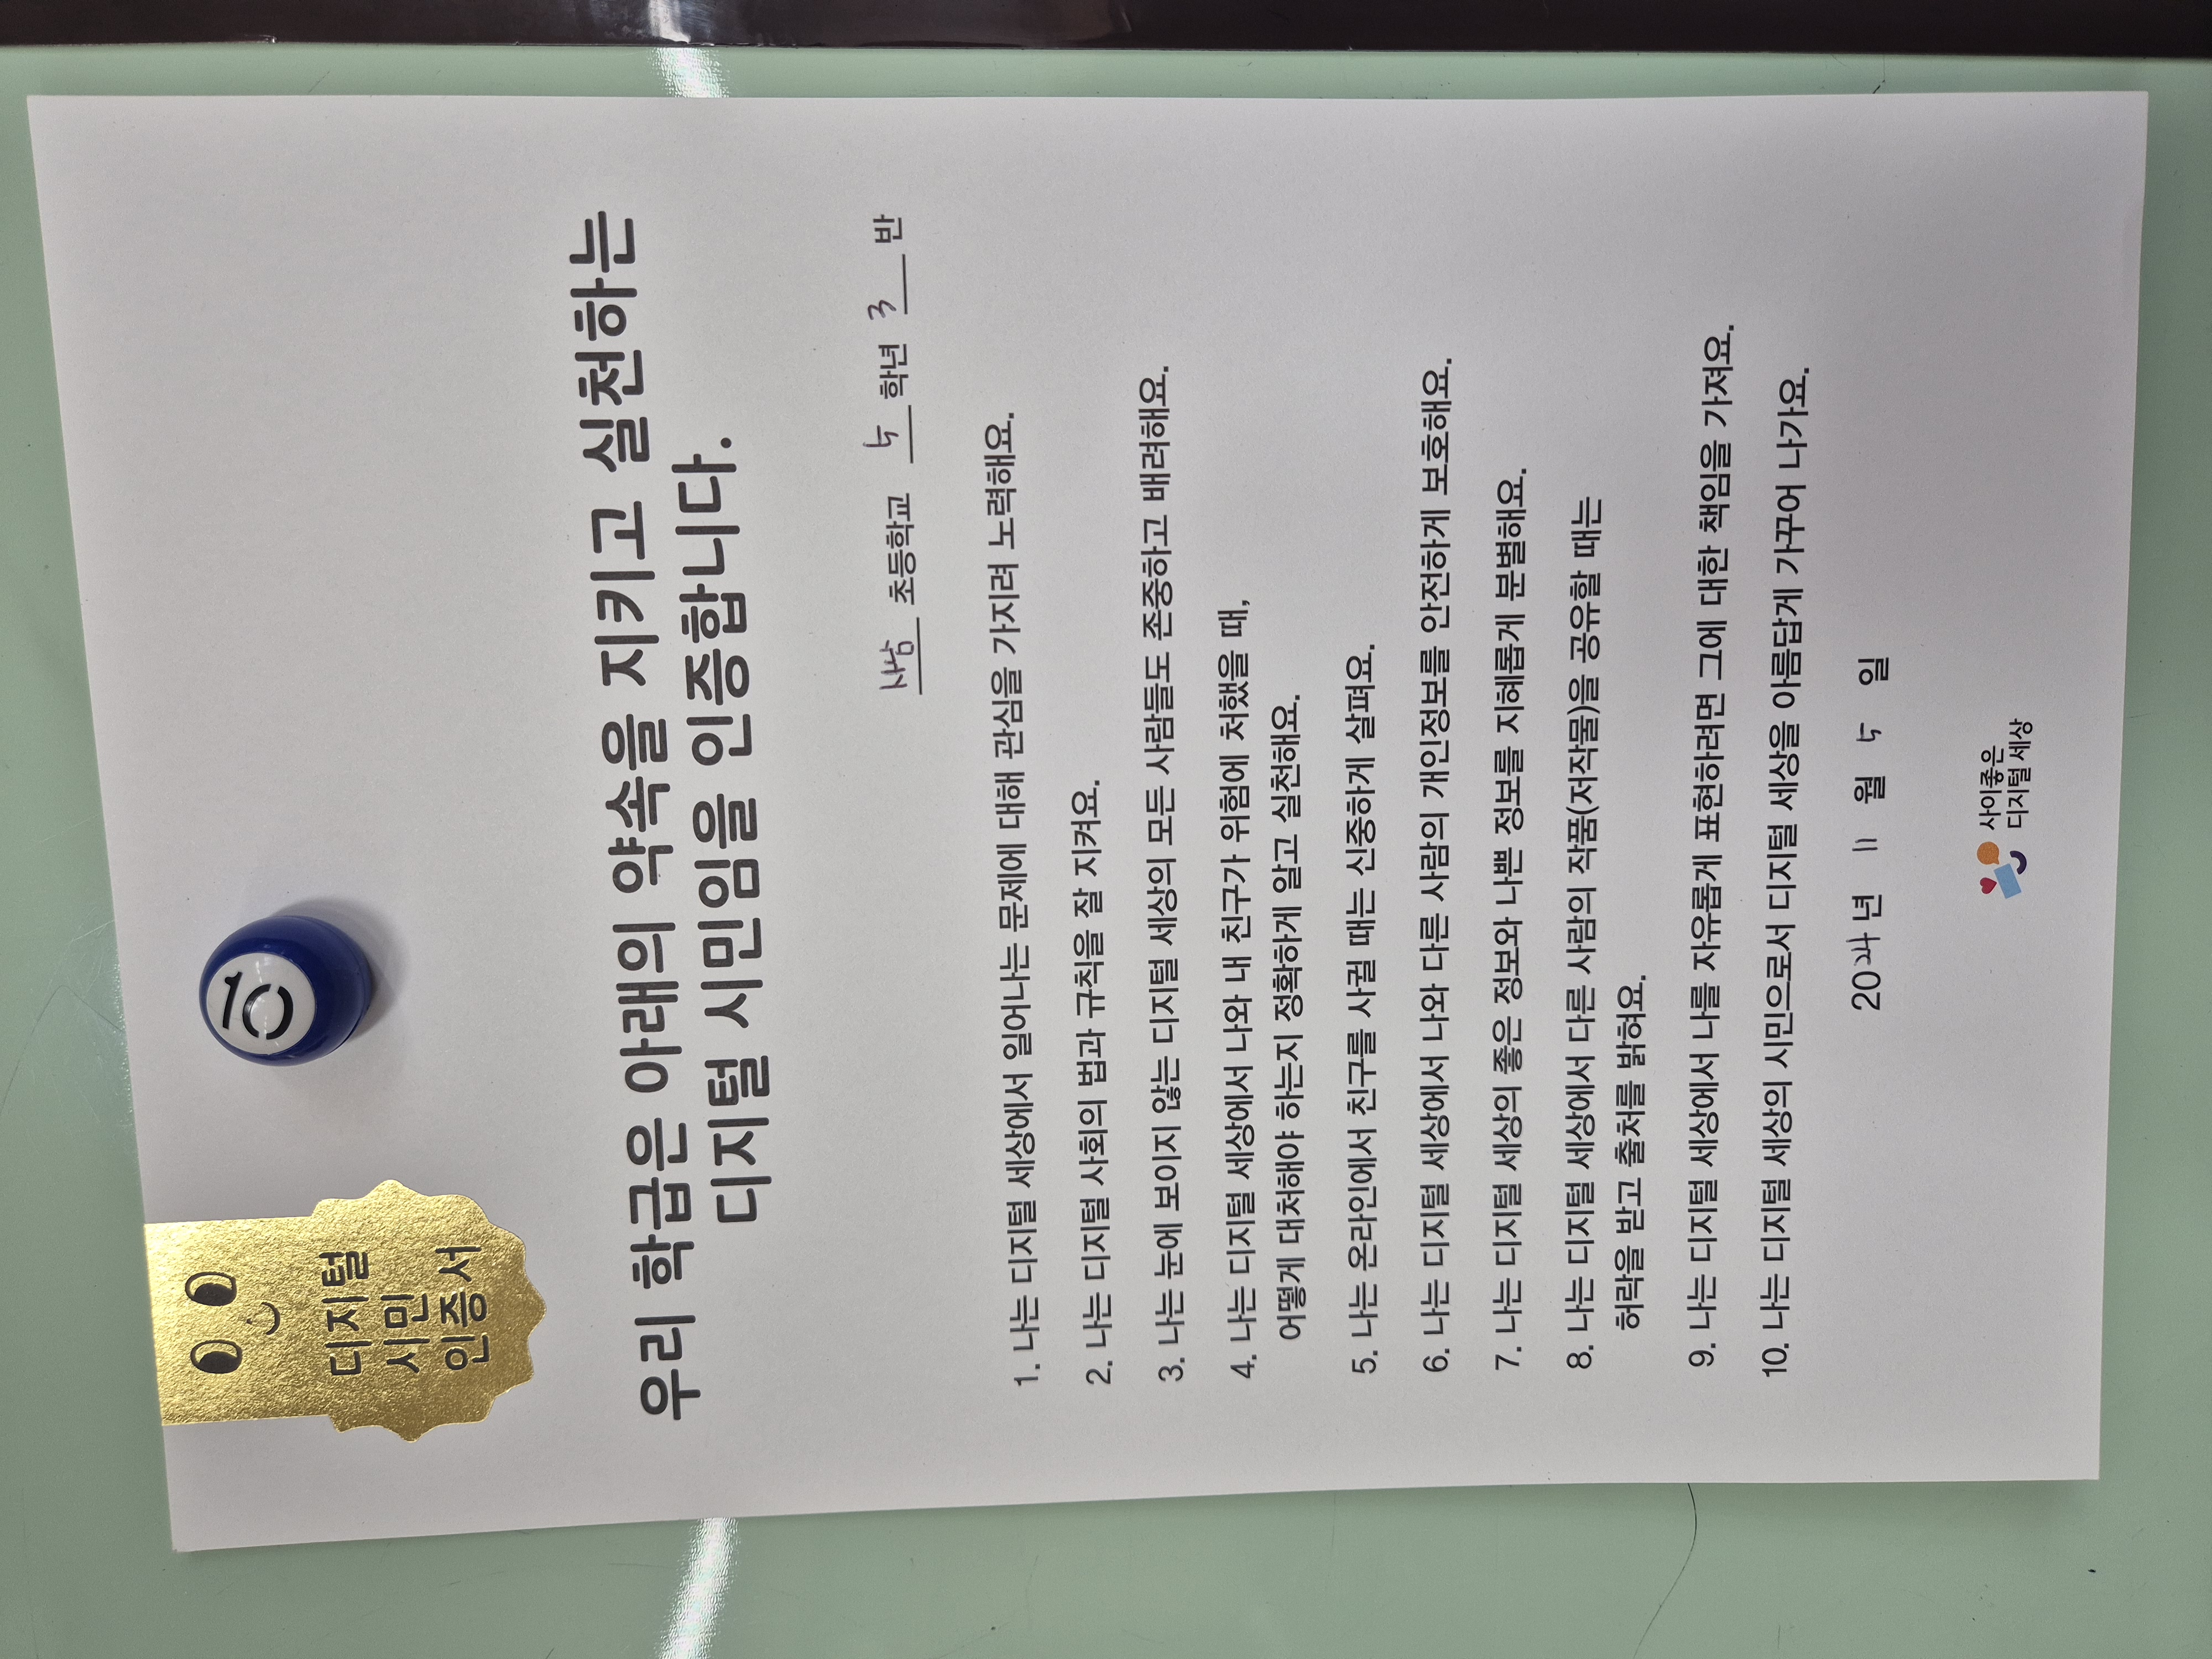 디지털
시민
인증서
10
우리 학급은 아래의 약속을 지키고 실천하는
디지털 시민임을 인증합니다.
초등학교 5 학년 3 반
1. 나는 디지털 세상에서 일어나는 문제에 대해 관심을 가지려 노력해요.
2. 나는 디지털 사회의 법과 규칙을 잘 지켜요.
3. 나는 눈에 보이지 않는 디지털 세상의 모든 사람들도 존중하고 배려해요.
4. 나는 디지털 세상에서 나와 내 친구가 위험에 처했을 때,
어떻게 대처해야 하는지 정확하게 알고 실천해요.
5. 나는 온라인에서 친구를 사귈 때는 신중하게 살펴요.
6. 나는 디지털 세상에서 나와 다른 사람의 개인정보를 안전하게 보호해요.
7. 나는 디지털 세상의 좋은 정보와 나쁜 정보를 지혜롭게 분별해요.
8. 나는 디지털 세상에서 다른 사람의 작품(저작물)을 공유할 때는
허락을 받고 출처를 밝혀요.
9. 나는 디지털 세상에서 나를 자유롭게 표현하려면 그에 대한 책임을 가져요.
10. 나는 디지털 세상의 시민으로서 디지털 세상을 아름답게 가꾸어 나가요.
2024년 11 월 5 일
사이좋은
디지털 세상